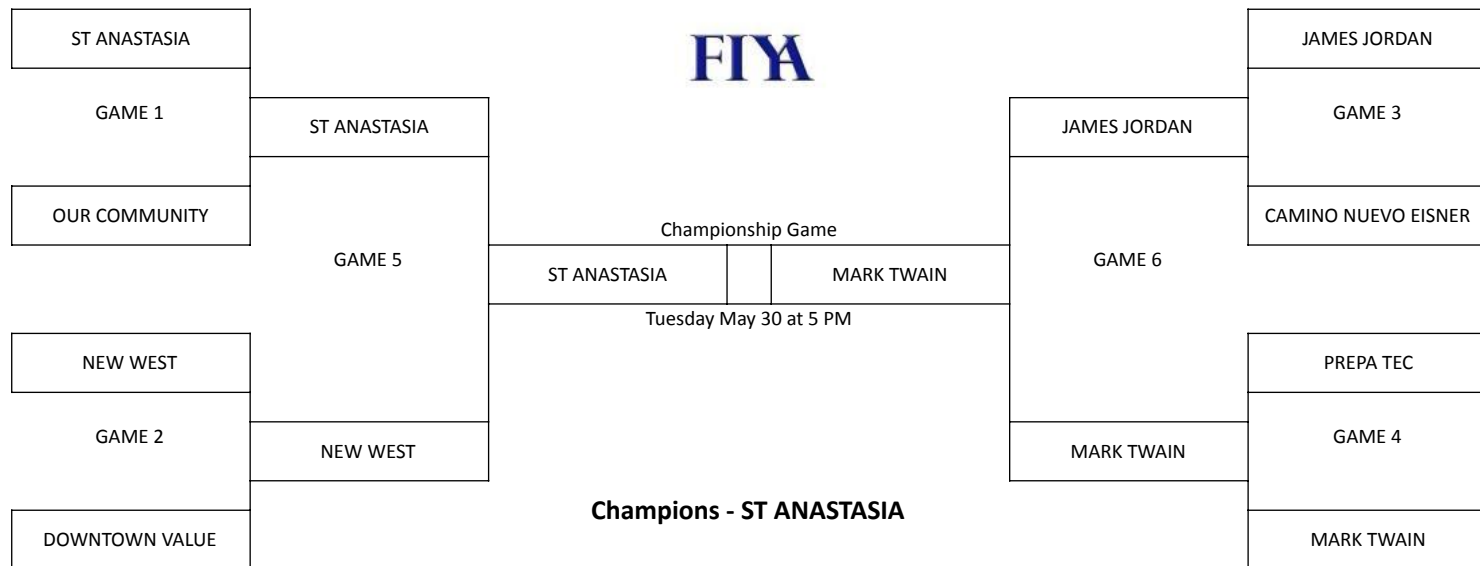 ST ANASTASIA
FIYA
JAMES JORDAN
GAME 1
GAME 3
ST ANASTASIA
JAMES JORDAN
OUR COMMUNITY
CAMINO NUEVO EISNER
Championship Game
GAME 5
GAME 6
ST ANASTASIA
MARK TWAIN
Tuesday May 30 at 5 PM
NEW WEST
PREPA TEC
GAME 2
GAME 4
NEW WEST
MARK TWAIN
Champions - ST ANASTASIA
DOWNTOWN VALUE
MARK TWAIN